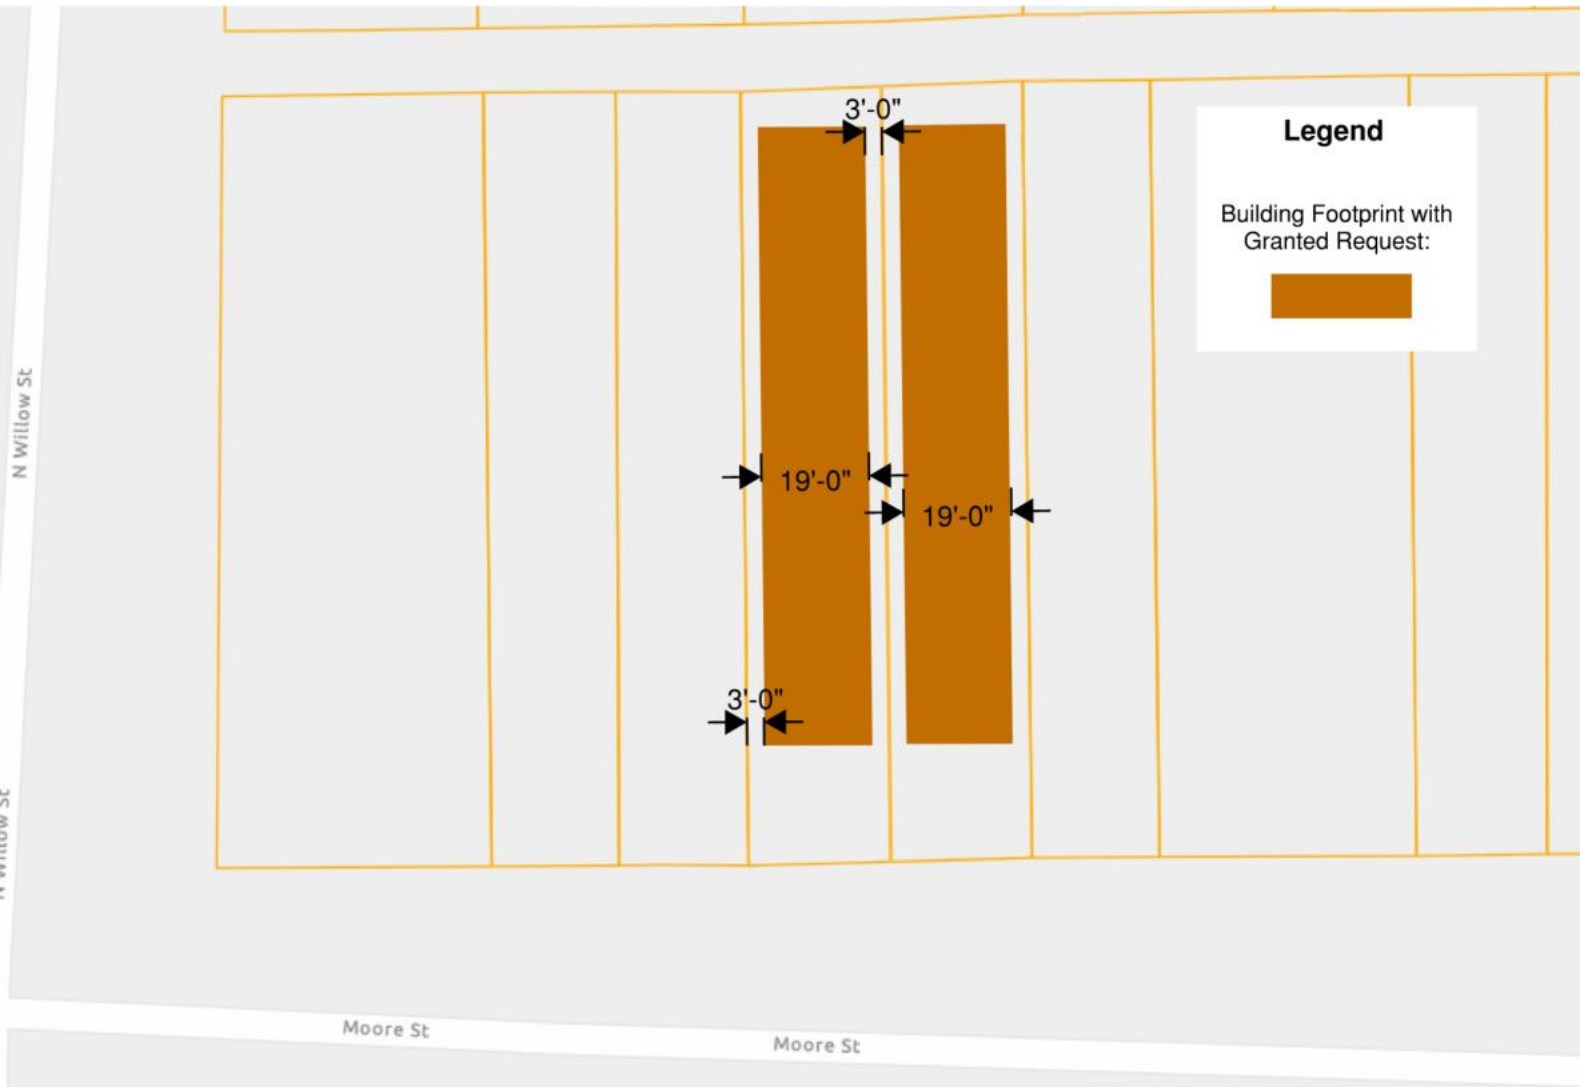 3'-0"
Legend
Building Footprint with
Granted Request:
N Willow St
19'-0"
19'-0"
3'-0"
N Willow St
Moore St
Moore St